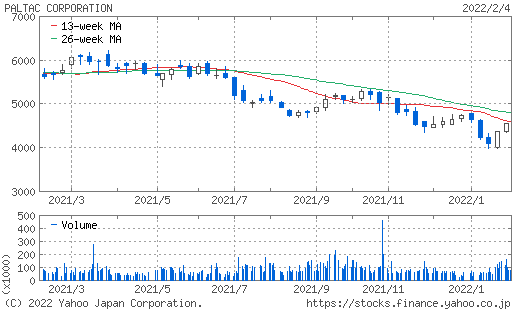 PALTAC CORPORATION 2022/2/4
7000
13-week MA
26-week MA
6000
5000
4000
3000
2021/3 2021/5 2021/7 2021/9 2021/11 2022/1
500
Volume
400
300
200
100
0
(x1000)
2021/3 2021/5 2021/7 2021/9 2021/11 2022/1
(C) 2022 Yahoo Japan Corporation. https://stocks.finance.yahoo.co.jp/